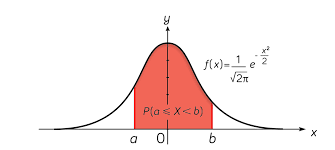 y
f(x)=1/√2π e^-x²/2
P(a ≤ X < b)
a 0 b x